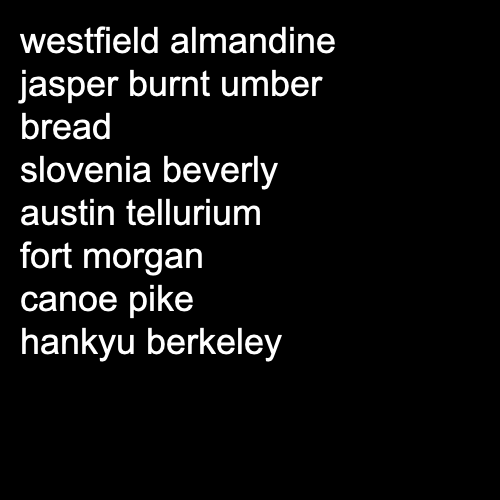 westfield almandine
jasper burnt umber
bread
slovenia beverly
austin tellurium
fort morgan
canoe pike
hankyu berkeley